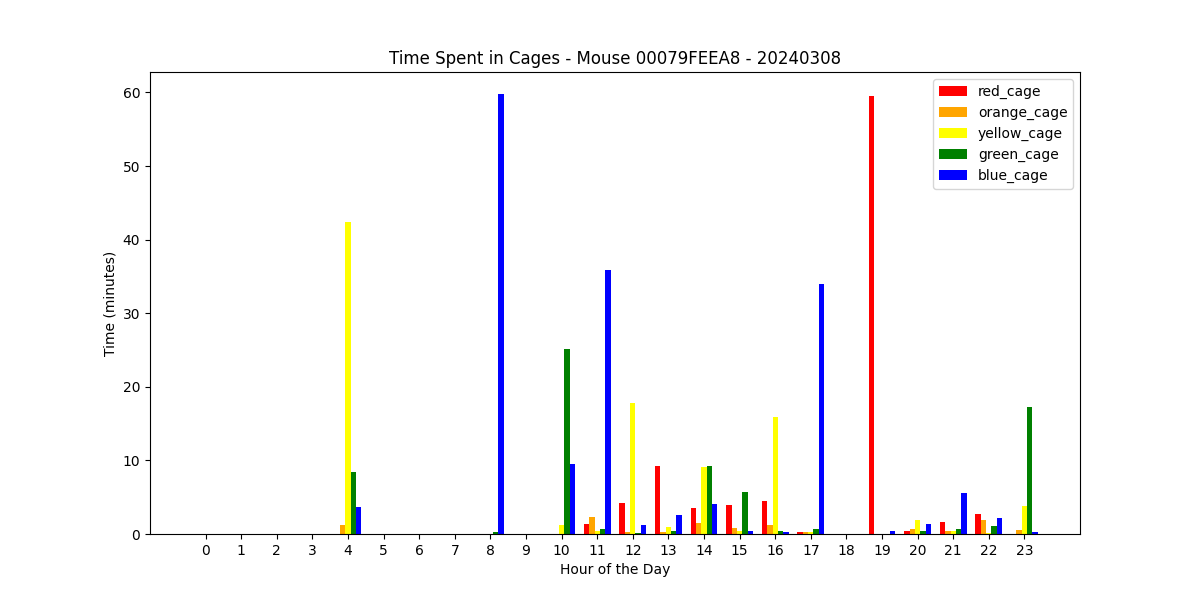 Time Spent in Cages - Mouse 00079FEEA8 - 20240308
red_cage
orange_cage
yellow_cage
green_cage
blue_cage
Time (minutes)
60
50
40
30
20
10
0
0 1 2 3 4 5 6 7 8 9 10 11 12 13 14 15 16 17 18 19 20 21 22 23
Hour of the Day